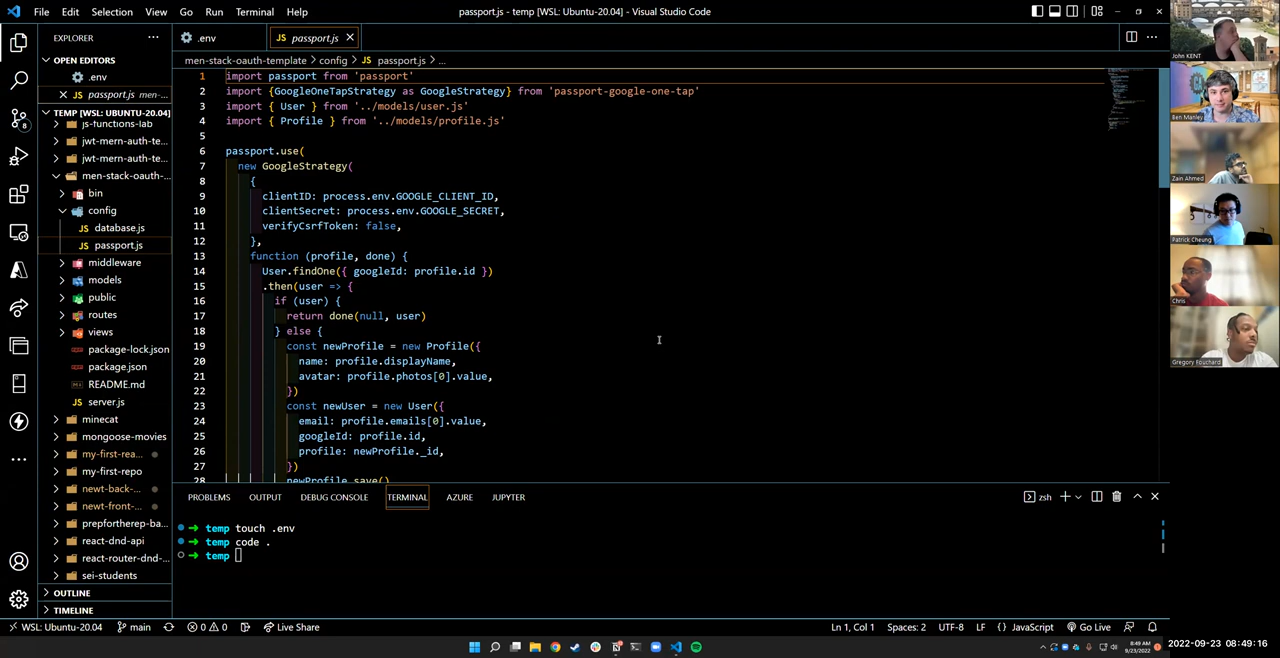 File Edit Selection View Go Run Terminal Help
passport.js - temp [WSL: Ubuntu-20.04] - Visual Studio Code
EXPLORER
OPEN EDITORS
.env
passport.js men-...
TEMP [WSL: UBUNTU-20.04]
js-functions-lab
jwt-mern-auth-te...
jwt-mern-auth-te...
men-stack-oauth-...
bin
config
database.js
passport.js
middleware
models
public
routes
views
package-lock.json
package.json
README.md
server.js
minecat
mongoose-movies
my-first-rea...
my-first-repo
newt-back-...
newt-front-...
prepfortherep-ba...
react-dnd-api
react-router-dnd-...
sei-students
OUTLINE
TIMELINE
.env
JS passport.js
men-stack-oauth-template > config > JS passport.js > ...
1 import passport from 'passport'
2 import {GoogleOneTapStrategy as GoogleStrategy} from 'passport-google-one-tap'
3 import { User } from '../models/user.js'
4 import { Profile } from '../models/profile.js'
5
6 passport.use(
7 new GoogleStrategy(
8 {
9 clientID: process.env.GOOGLE_CLIENT_ID,
10 clientSecret: process.env.GOOGLE_SECRET,
11 verifyCsrfToken: false,
12 },
13 function (profile, done) {
14 User.findOne({ googleId: profile.id })
15 .then(user => {
16 if (user) {
17 return done(null, user)
18 } else {
19 const newProfile = new Profile({
20 name: profile.displayName,
21 avatar: profile.photos[0].value,
22 })
23 const newUser = new User({
24 email: profile.emails[0].value,
25 googleId: profile.id,
26 profile: newProfile._id,
27 })
28 newProfile.save()
PROBLEMS OUTPUT DEBUG CONSOLE TERMINAL AZURE JUPYTER
zsh
➜ temp touch .env
➜ temp code .
➜ temp
WSL: Ubuntu-20.04 main 0 0 Live Share
Ln 1, Col 1 Spaces: 2 UTF-8 LF {} JavaScript Go Live
8:49 AM
9/23/2022
2022-09-23 08:49:16
John KENT
Ben Manley
Zain Ahmed
Patrick Cheung
Chris
Gregory Fouchard